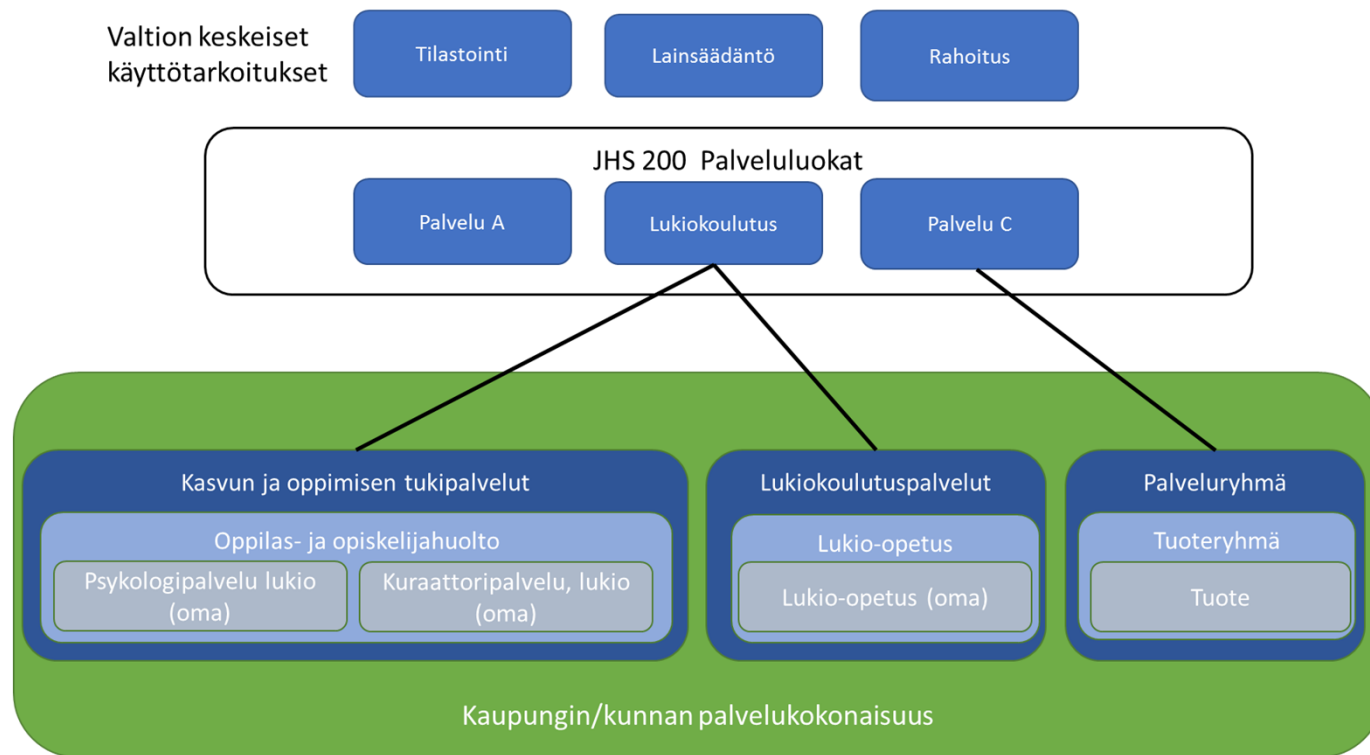 Valtion keskeiset
käyttötarkoitukset
Tilastointi
Lainsäädäntö
Rahoitus
JHS 200 Palveluluokat
Palvelu A
Lukiokoulutus
Palvelu C
Kasvun ja oppimisen tukipalvelut
Oppilas- ja opiskelijahuolto
Psykologipalvelu lukio
(oma)
Kuraattoripalvelu, lukio
(oma)
Lukiokoulutuspalvelut
Lukio-opetus
Lukio-opetus (oma)
Palveluryhmä
Tuoteryhmä
Tuote
Kaupungin/kunnan palvelukokonaisuus